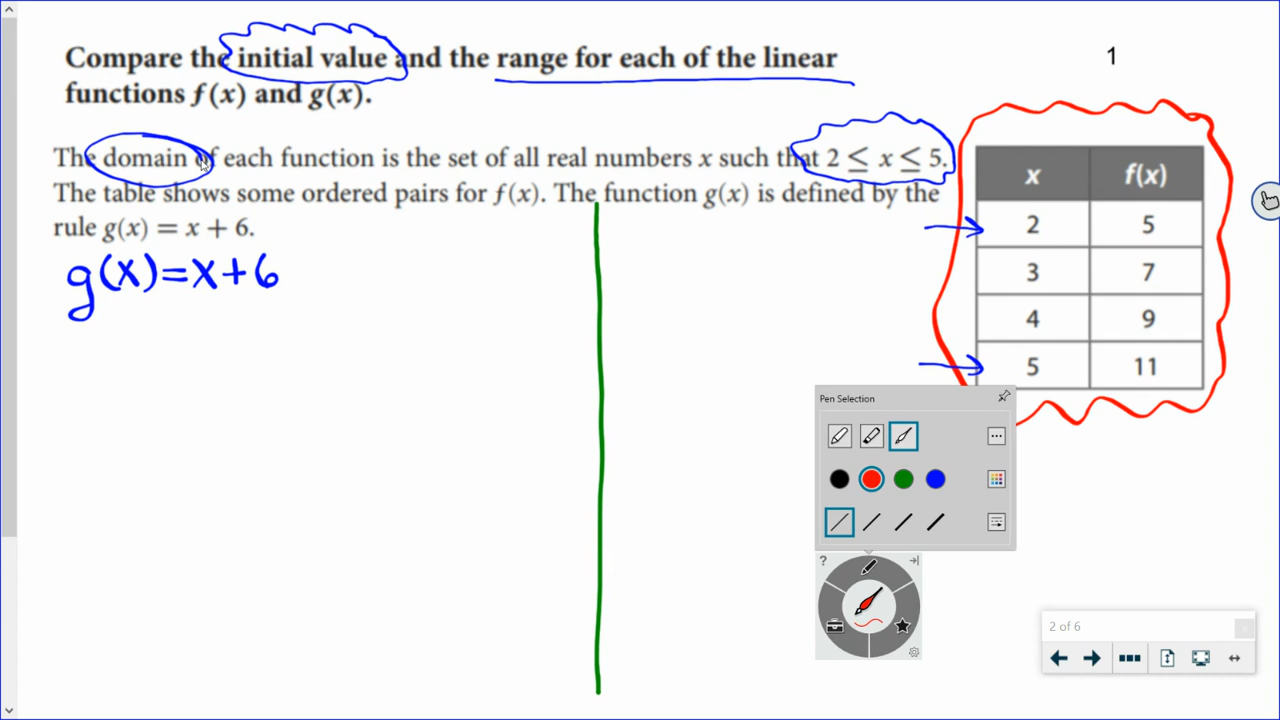 Compare the initial value and the range for each of the linear
functions f(x) and g(x).
1
The domain of each function is the set of all real numbers x such that 2 ≤ x ≤ 5.
The table shows some ordered pairs for f(x). The function g(x) is defined by the
rule g(x) = x + 6.
g(x)=x+6
x f(x)
2 5
3 7
4 9
5 11
Pen Selection
...
?
2 of 6